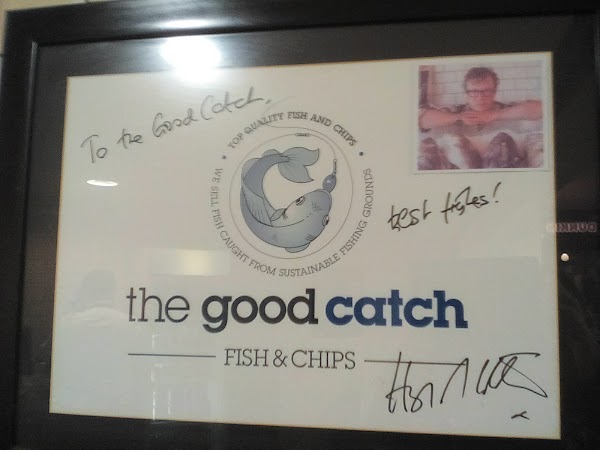 To the Good Catch,
• TOP QUALITY FISH AND CHIPS •
WE SELL FISH CAUGHT FROM SUSTAINABLE FISHING GROUNDS
best fishes!
the good catch
FISH & CHIPS